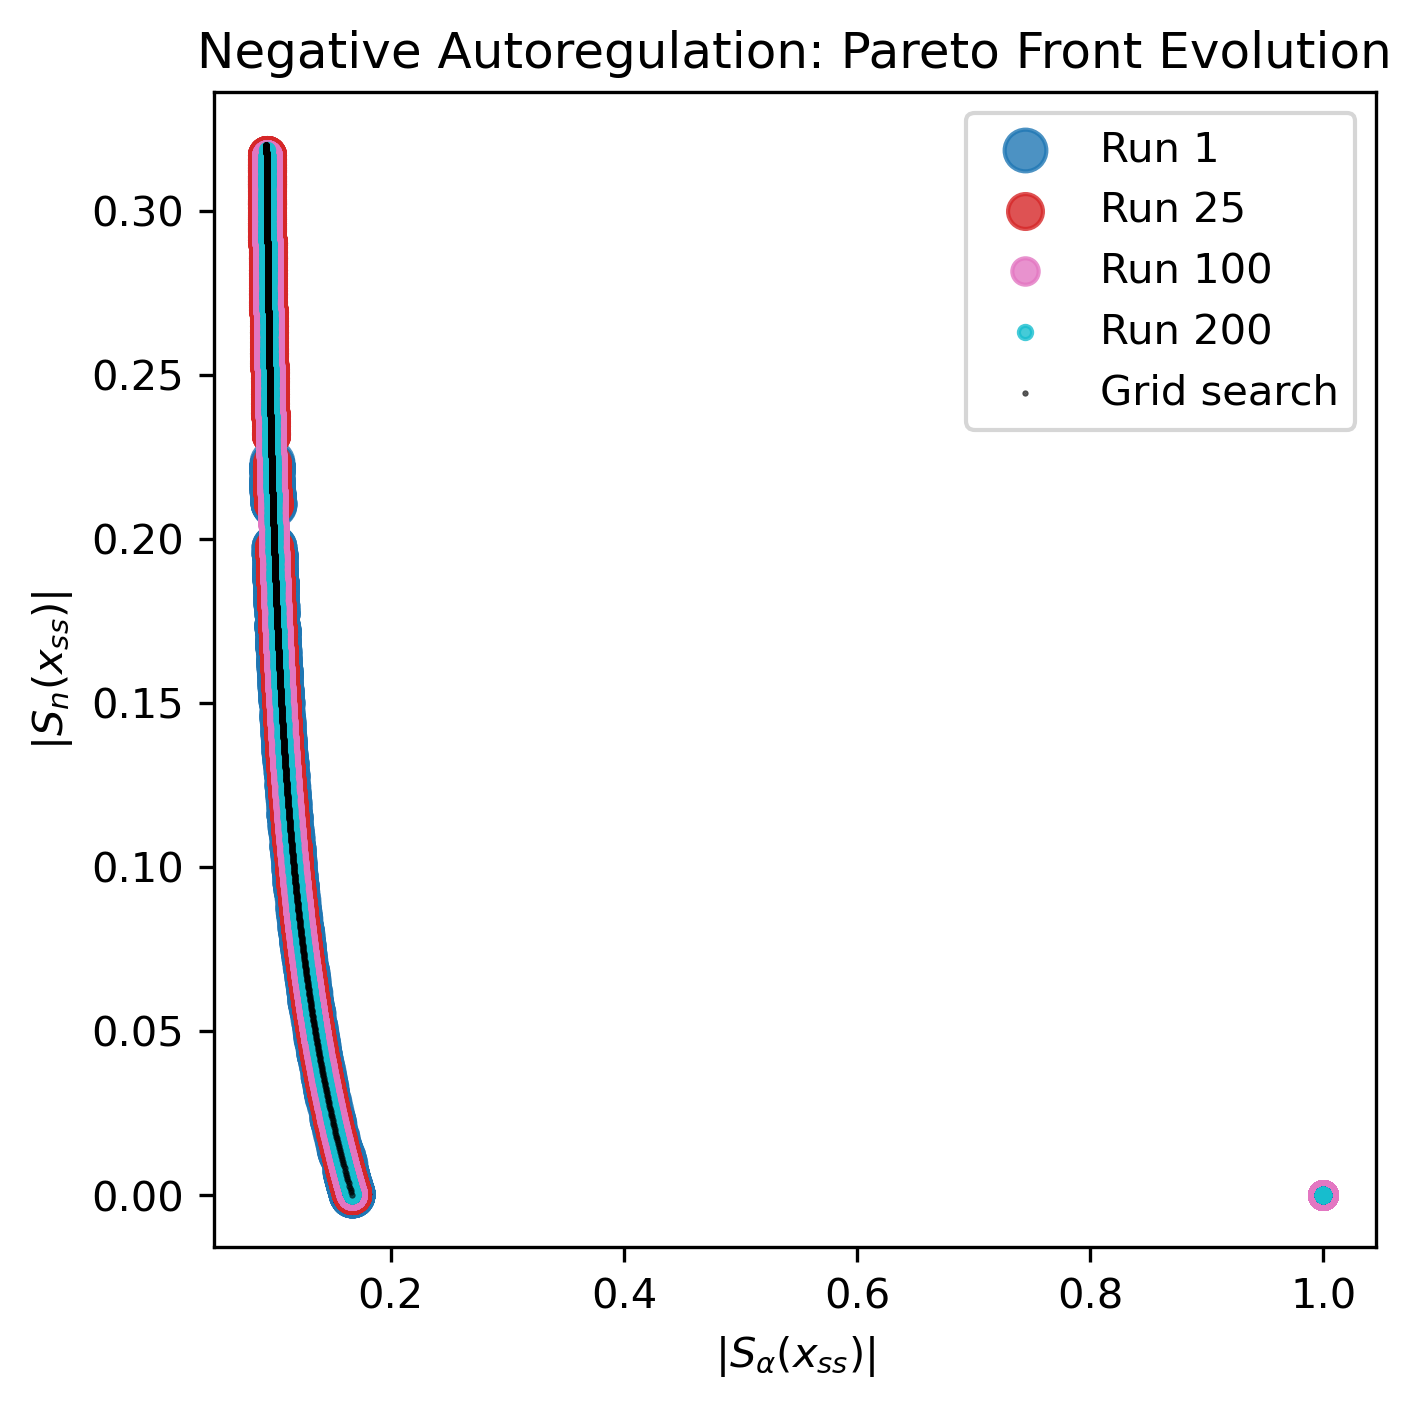 Negative Autoregulation: Pareto Front Evolution
Run 1
Run 25
Run 100
Run 200
Grid search
0.30
0.25
0.20
0.15
0.10
0.05
0.00
|Sₙ(xₛₛ)|
0.2 0.4 0.6 0.8 1.0
|S_α(xₛₛ)|